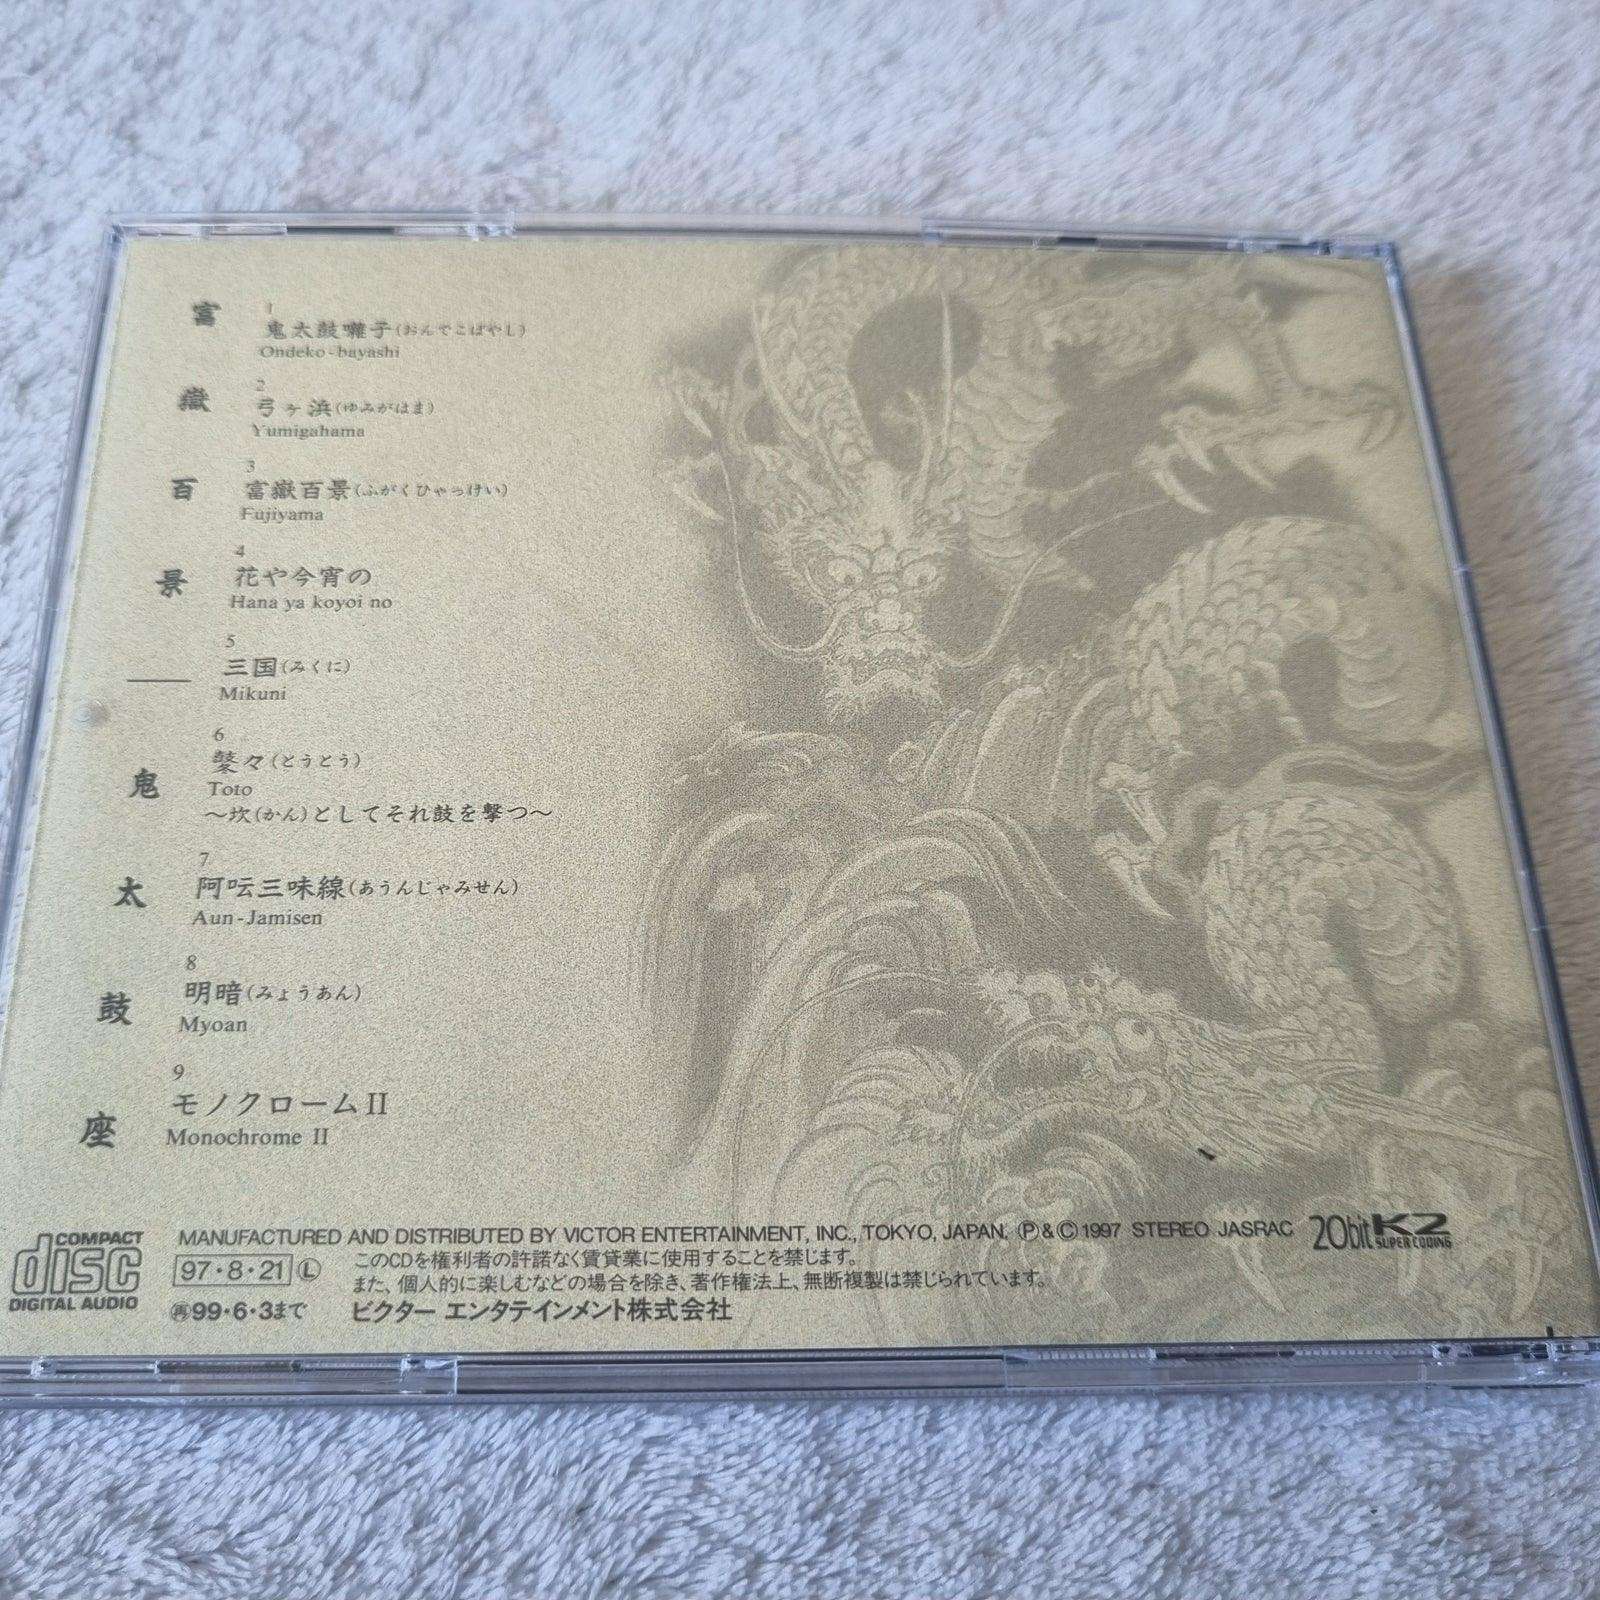 富嶽百景―鬼太鼓座
1
鬼太鼓囃子(おんでこばやし)
Ondeko-bayashi
2
弓ヶ浜(ゆみがはま)
Yumigahama
3
富嶽百景(ふがくひゃっけい)
Fujiyama
4
花や今宵の
Hana ya koyoi no
5
三国(みくに)
Mikuni
6
鼕々(とうとう)
Toto
〜坎(かん)としてそれ鼓を撃つ〜
7
阿呍三味線(あうんじゃみせん)
Aun-Jamisen
8
明暗(みょうあん)
Myoan
9
モノクロームII
Monochrome II
COMPACT
disc
DIGITAL AUDIO
MANUFACTURED AND DISTRIBUTED BY VICTOR ENTERTAINMENT, INC., TOKYO, JAPAN. Ⓟ&Ⓒ1997 STEREO JASRAC
20bit K2
SUPER CODING
97・8・21 Ⓛ
このCDを権利者の許諾なく賃貸業に使用することを禁じます。
また、個人的に楽しむなどの場合を除き、著作権法上、無断複製は禁じられています。
㊞99・6・3まで
ビクター エンタテインメント株式会社